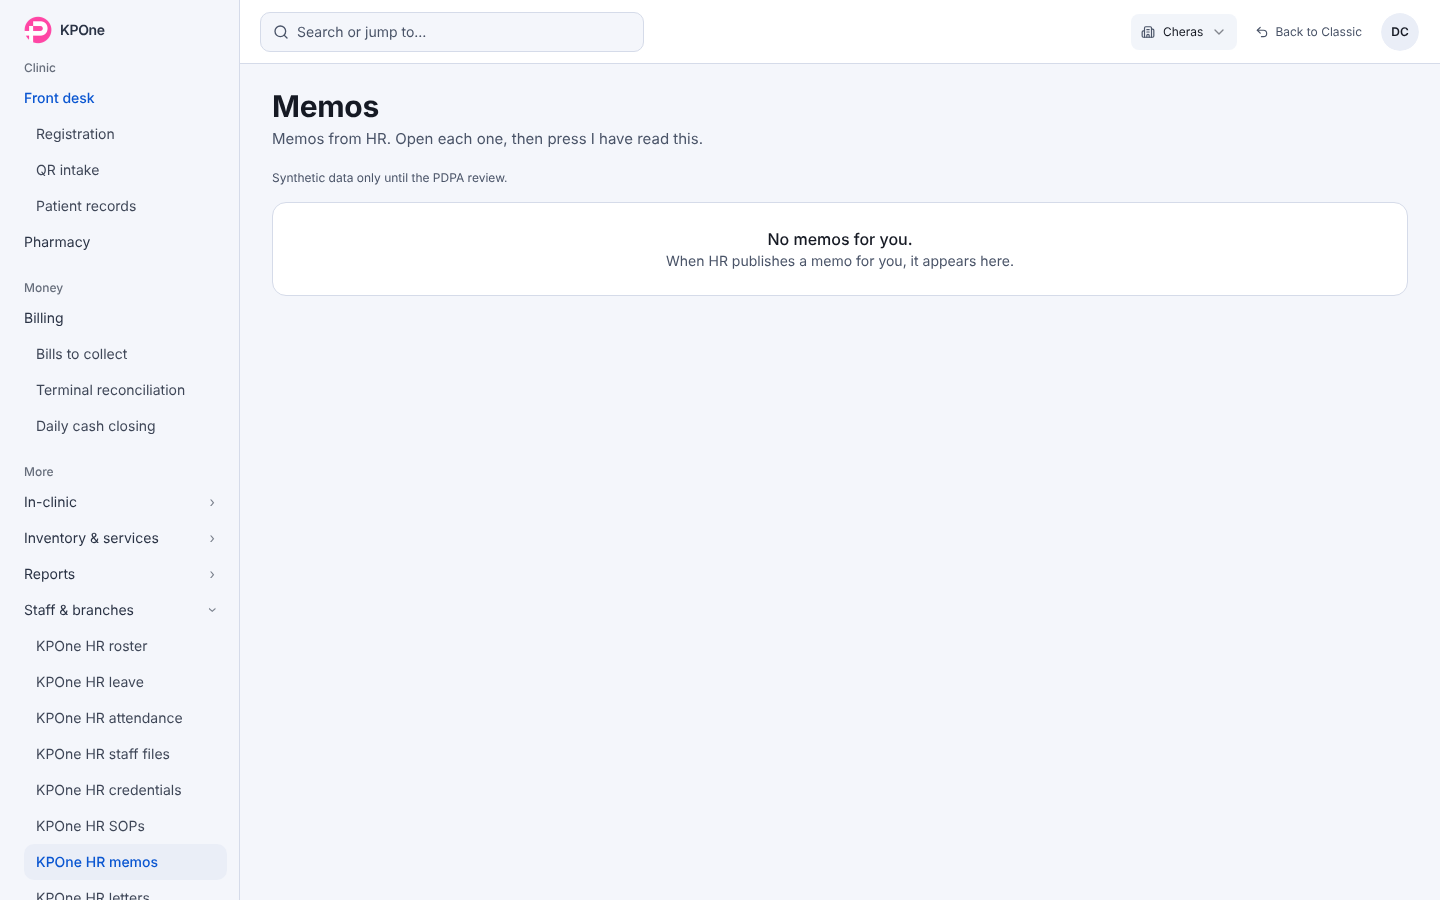 KPOne
Clinic
Front desk
Registration
QR intake
Patient records
Pharmacy
Money
Billing
Bills to collect
Terminal reconciliation
Daily cash closing
More
In-clinic
Inventory & services
Reports
Staff & branches
KPOne HR roster
KPOne HR leave
KPOne HR attendance
KPOne HR staff files
KPOne HR credentials
KPOne HR SOPs
KPOne HR memos
KPOne HR letters
Search or jump to...
Cheras
Back to Classic
DC
Memos
Memos from HR. Open each one, then press I have read this.
Synthetic data only until the PDPA review.
No memos for you.
When HR publishes a memo for you, it appears here.